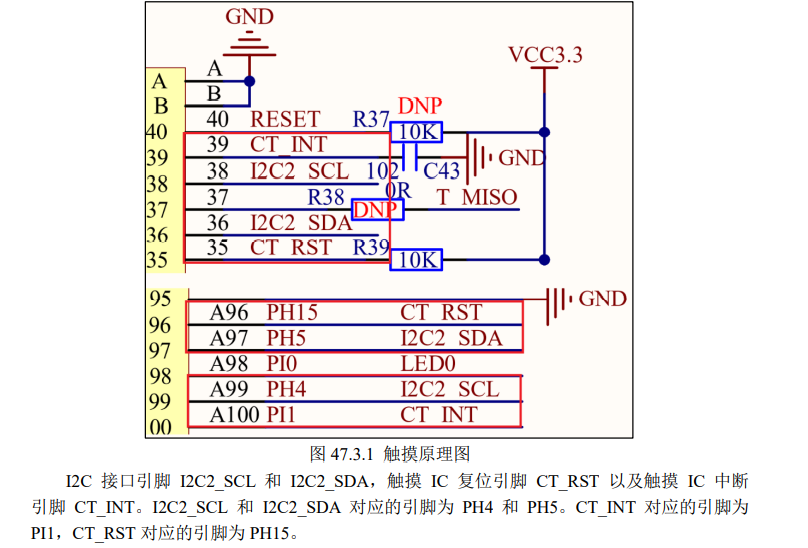 GND
VCC3.3
A A
B B
DNP
40 40 RESET R37 10K
39 39 CT_INT GND
38 38 I2C2_SCL 102 C43
0R
37 37 R38 DNP T_MISO
36 36 I2C2_SDA
35 35 CT_RST R39 10K
95 GND
96 A96 PH15 CT_RST
97 A97 PH5 I2C2_SDA
98 A98 PI0 LED0
99 A99 PH4 I2C2_SCL
00 A100 PI1 CT_INT
图 47.3.1 触摸原理图
I2C 接口引脚 I2C2_SCL 和 I2C2_SDA，触摸 IC 复位引脚 CT_RST 以及触摸 IC 中断
引脚 CT_INT。I2C2_SCL 和 I2C2_SDA 对应的引脚为 PH4 和 PH5。CT_INT 对应的引脚为
PI1，CT_RST 对应的引脚为 PH15。